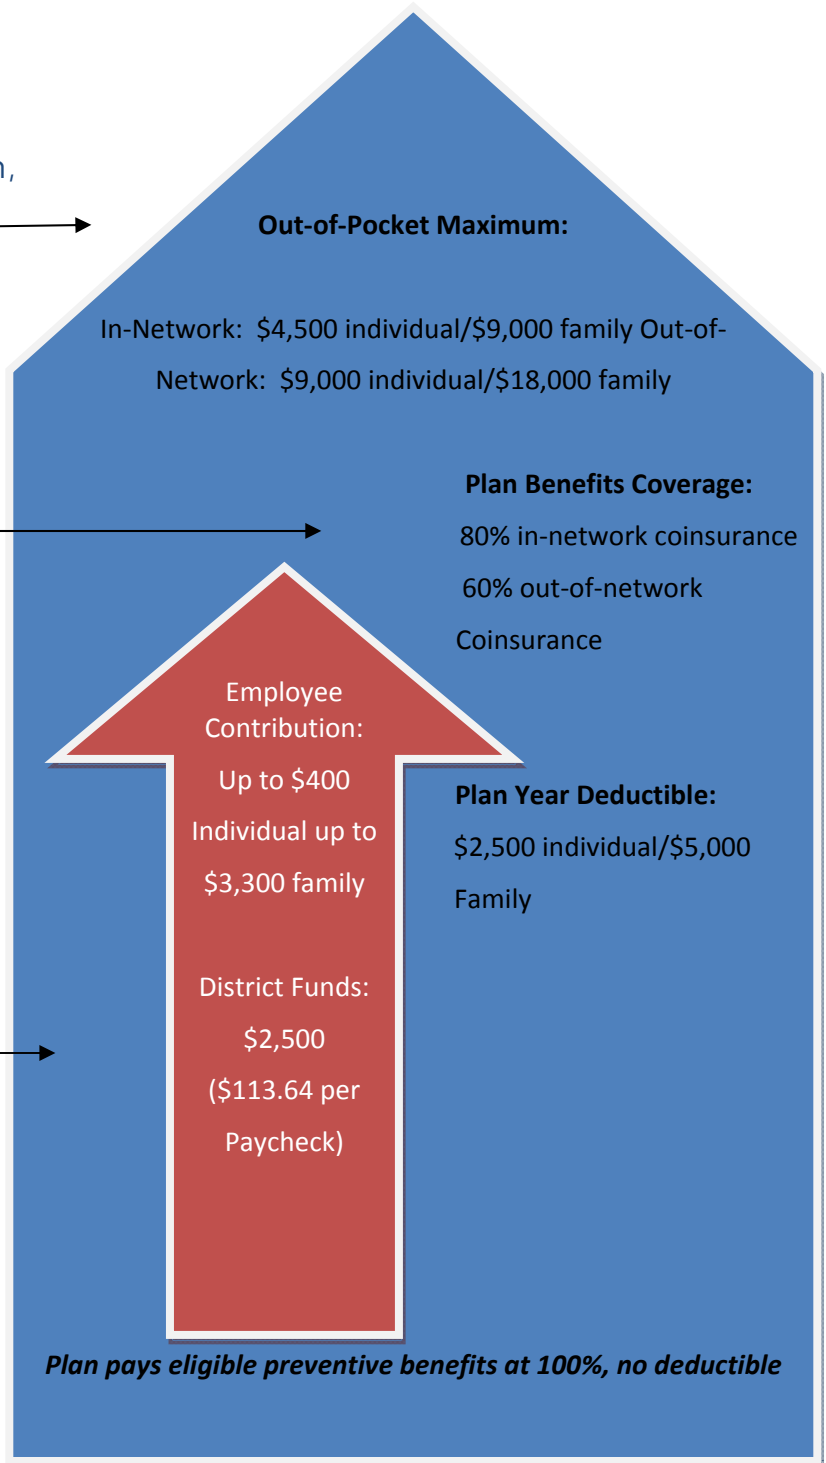 n,
Out-of-Pocket Maximum:
In-Network:  $4,500 individual/$9,000 family Out-of-
Network:  $9,000 individual/$18,000 family
Plan Benefits Coverage:
80% in-network coinsurance
60% out-of-network
Coinsurance
Employee
Contribution:
Up to $400
Individual up to
$3,300 family
Plan Year Deductible:
$2,500 individual/$5,000
Family
District Funds:
$2,500
($113.64 per
Paycheck)
Plan pays eligible preventive benefits at 100%, no deductible